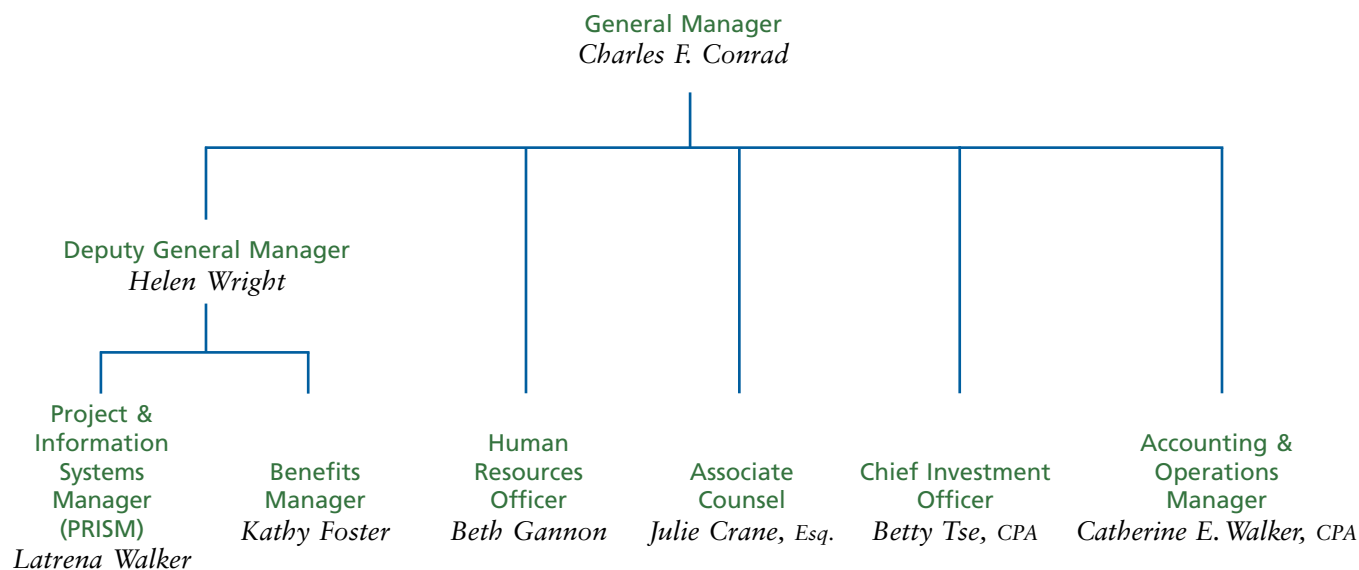 General Manager
Charles F. Conrad
Deputy General Manager
Helen Wright
Project &
Information
Systems
Manager
(PRISM)
Latrena Walker
Benefits
Manager
Kathy Foster
Human
Resources
Officer
Beth Gannon
Associate
Counsel
Julie Crane, Esq.
Chief Investment
Officer
Betty Tse, CPA
Accounting &
Operations
Manager
Catherine E. Walker, CPA